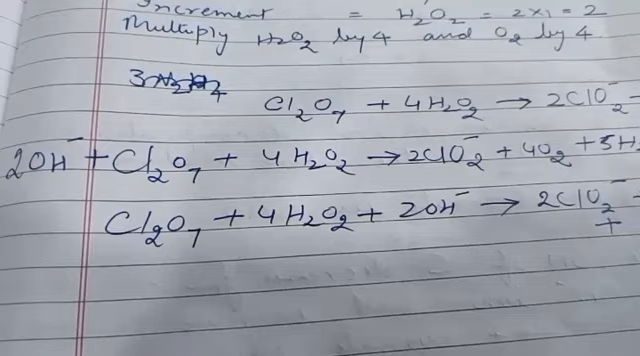 Increment = H₂O₂ = 2×1 = 2
Multiply H₂O₂ by 4 and O₂ by 4
Cl₂O₇ + 4H₂O₂ → 2ClO₂⁻
2OH⁻ + Cl₂O₇ + 4H₂O₂ → 2ClO₂⁻ + 4O₂ + 5H₂
Cl₂O₇ + 4H₂O₂ + 2OH⁻ → 2ClO₂⁻
+